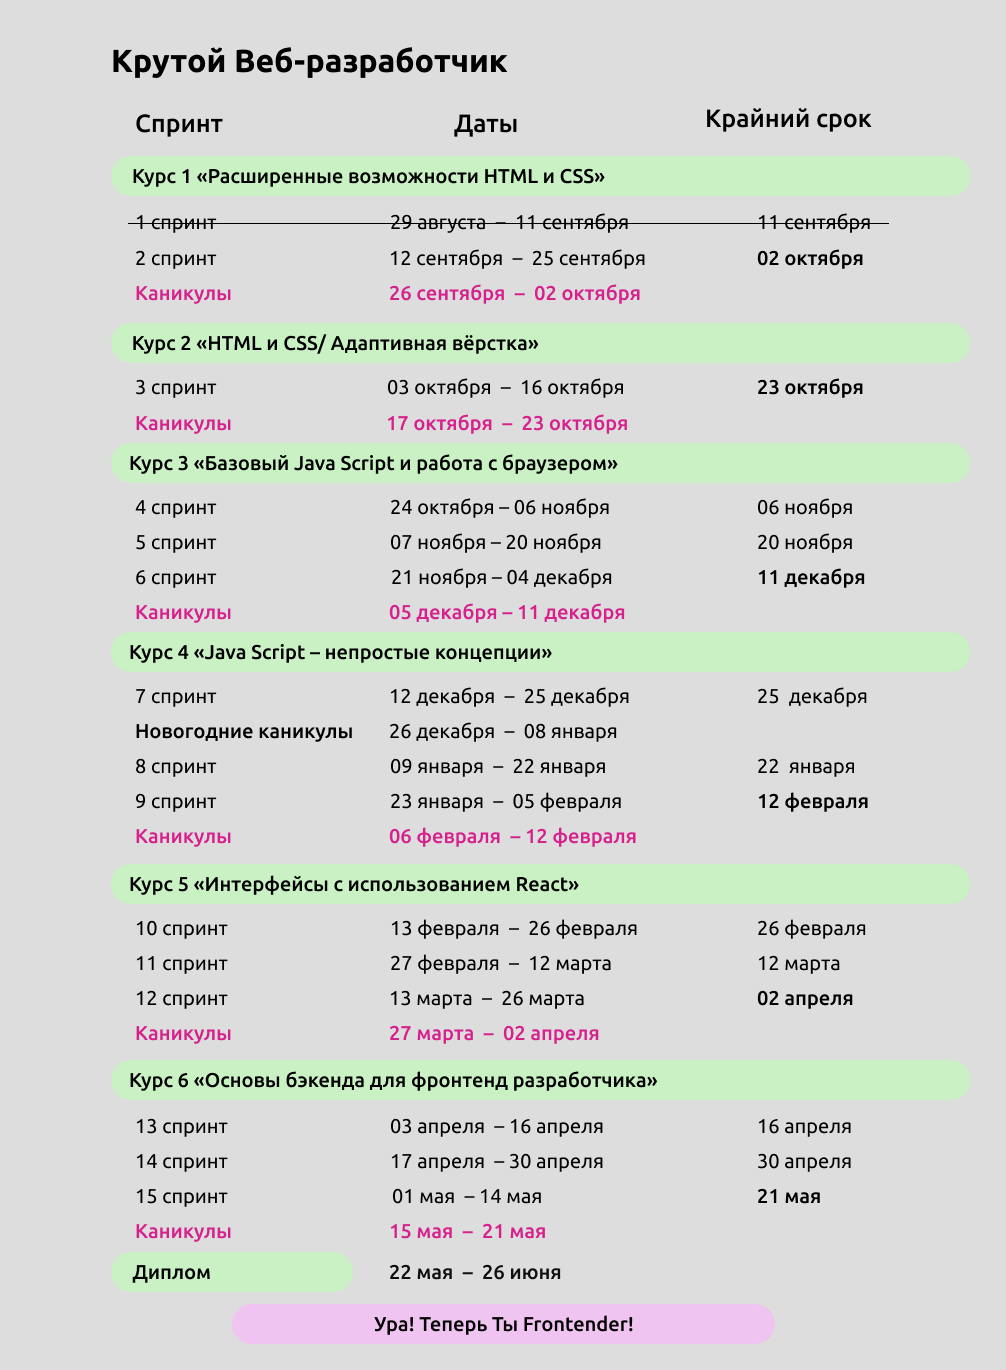 Крутой Веб-разработчик
Спринт Даты Крайний срок
Курс 1 «Расширенные возможности HTML и CSS»
1 спринт 29 августа – 11 сентября 11 сентября
2 спринт 12 сентября – 25 сентября 02 октября
Каникулы 26 сентября – 02 октября
Курс 2 «HTML и CSS/ Адаптивная вёрстка»
3 спринт 03 октября – 16 октября 23 октября
Каникулы 17 октября – 23 октября
Курс 3 «Базовый Java Script и работа с браузером»
4 спринт 24 октября – 06 ноября 06 ноября
5 спринт 07 ноября – 20 ноября 20 ноября
6 спринт 21 ноября – 04 декабря 11 декабря
Каникулы 05 декабря – 11 декабря
Курс 4 «Java Script – непростые концепции»
7 спринт 12 декабря – 25 декабря 25 декабря
Новогодние каникулы 26 декабря – 08 января
8 спринт 09 января – 22 января 22 января
9 спринт 23 января – 05 февраля 12 февраля
Каникулы 06 февраля – 12 февраля
Курс 5 «Интерфейсы с использованием React»
10 спринт 13 февраля – 26 февраля 26 февраля
11 спринт 27 февраля – 12 марта 12 марта
12 спринт 13 марта – 26 марта 02 апреля
Каникулы 27 марта – 02 апреля
Курс 6 «Основы бэкенда для фронтенд разработчика»
13 спринт 03 апреля – 16 апреля 16 апреля
14 спринт 17 апреля – 30 апреля 30 апреля
15 спринт 01 мая – 14 мая 21 мая
Каникулы 15 мая – 21 мая
Диплом 22 мая – 26 июня
Ура! Теперь Ты Frontender!